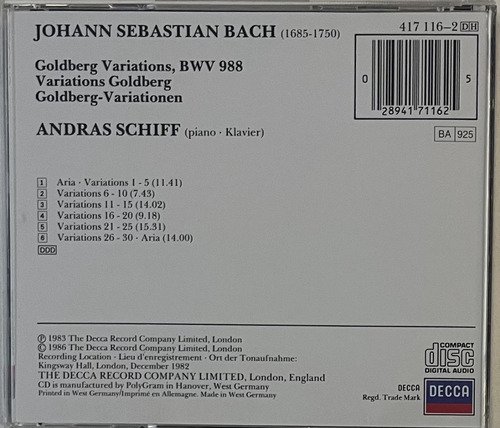 JOHANN SEBASTIAN BACH (1685-1750)
417 116-2 DH
Goldberg Variations, BWV 988
Variations Goldberg
Goldberg-Variationen
0 28941 71162 5
ANDRAS SCHIFF (piano · Klavier)
BA 925
1 Aria · Variations 1 - 5 (11.41)
2 Variations 6 - 10 (7.43)
3 Variations 11 - 15 (14.02)
4 Variations 16 - 20 (9.18)
5 Variations 21 - 25 (15.31)
6 Variations 26 - 30 · Aria (14.00)
DDD
℗ 1983 The Decca Record Company Limited, London
© 1986 The Decca Record Company Limited, London
Recording Location · Lieu d'enregistrement · Ort der Tonaufnahme:
Kingsway Hall, London, December 1982
THE DECCA RECORD COMPANY LIMITED, London, England
CD is manufactured by PolyGram in Hanover, West Germany
Printed in West Germany/Imprimé en Allemagne. Made in West Germany
COMPACT
disc
DIGITAL AUDIO
DECCA
Regd. Trade Mark
DECCA